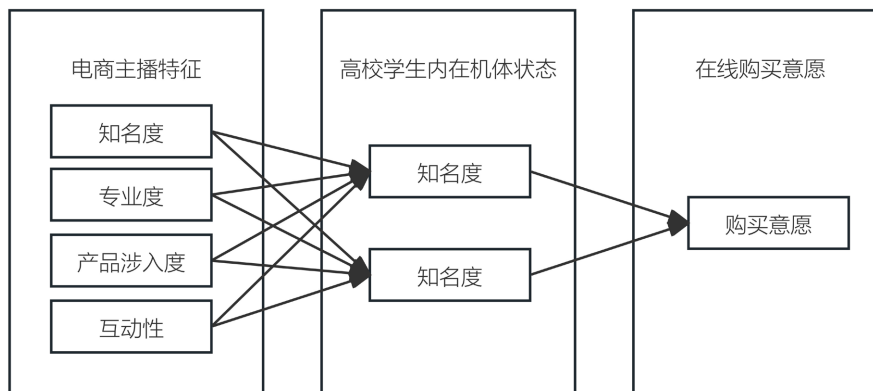 电商主播特征
知名度
专业度
产品涉入度
互动性
高校学生内在机体状态
知名度
知名度
在线购买意愿
购买意愿